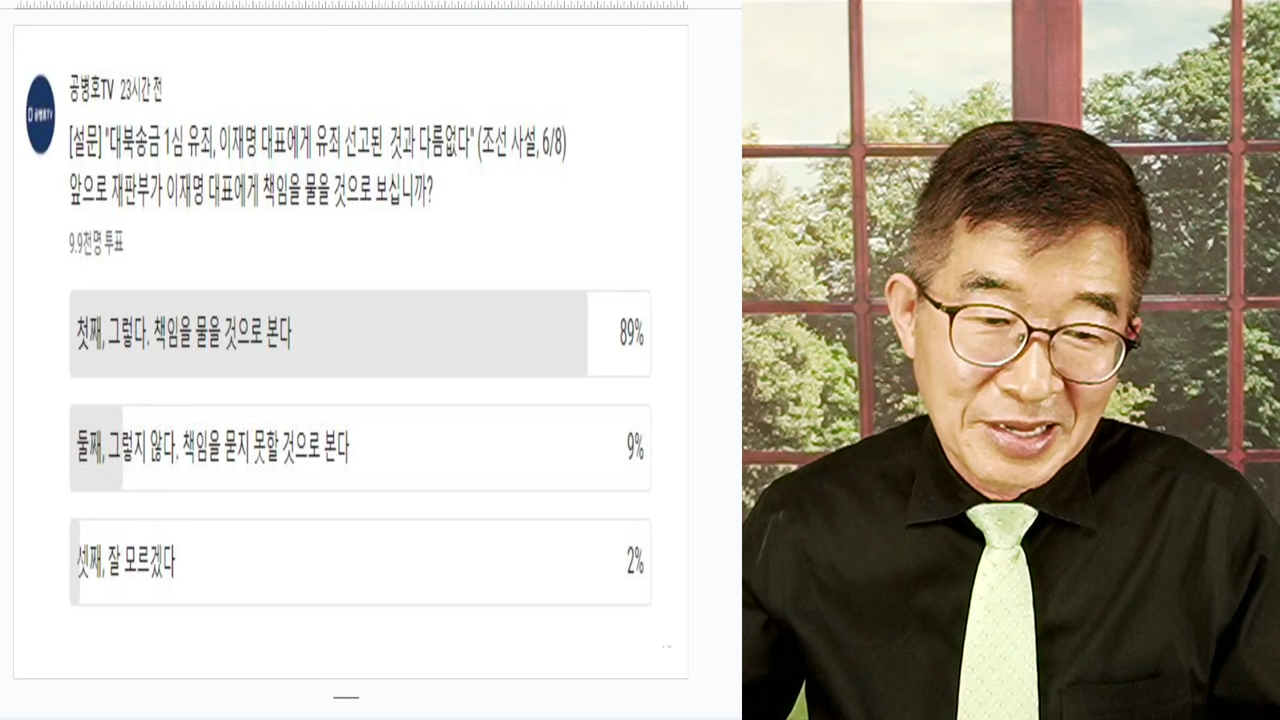 공병호TV 23시간 전
[설문] "대북송금 1심 유죄, 이재명 대표에게 유죄 선고된 것과 다름없다" (조선 사설, 6/8)
앞으로 재판부가 이재명 대표에게 책임을 물을 것으로 보십니까?
9.9천명 투표
첫째, 그렇다. 책임을 물을 것으로 본다 89%
둘째, 그렇지 않다. 책임을 묻지 못할 것으로 본다 9%
셋째, 잘 모르겠다 2%
공병호TV